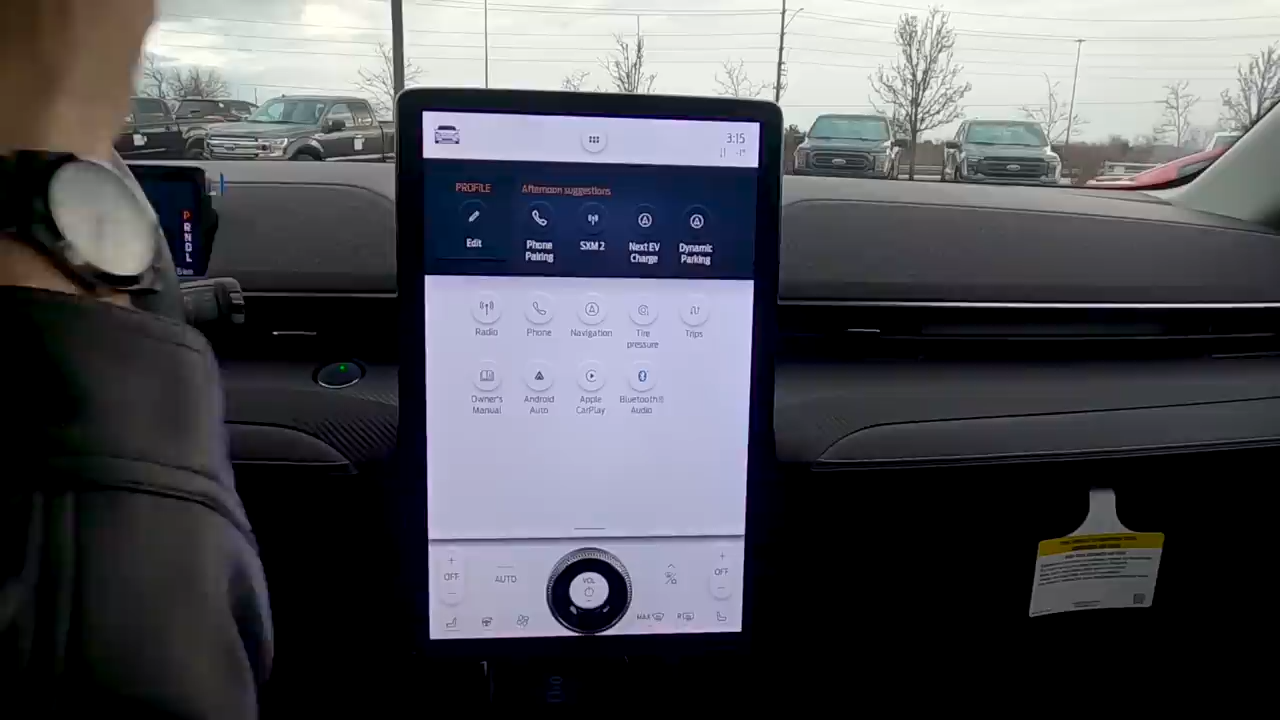 3:15
PROFILE
Afternoon suggestions
Edit
Phone
Pairing
SXM 2
Next EV
Charge
Dynamic
Parking
P
R
N
D
L
Radio
Phone
Navigation
Tire
pressure
Trips
Owner's
Manual
Android
Auto
Apple
CarPlay
Bluetooth®
Audio
+
OFF
−
AUTO
VOL
+
OFF
−
MAX
R